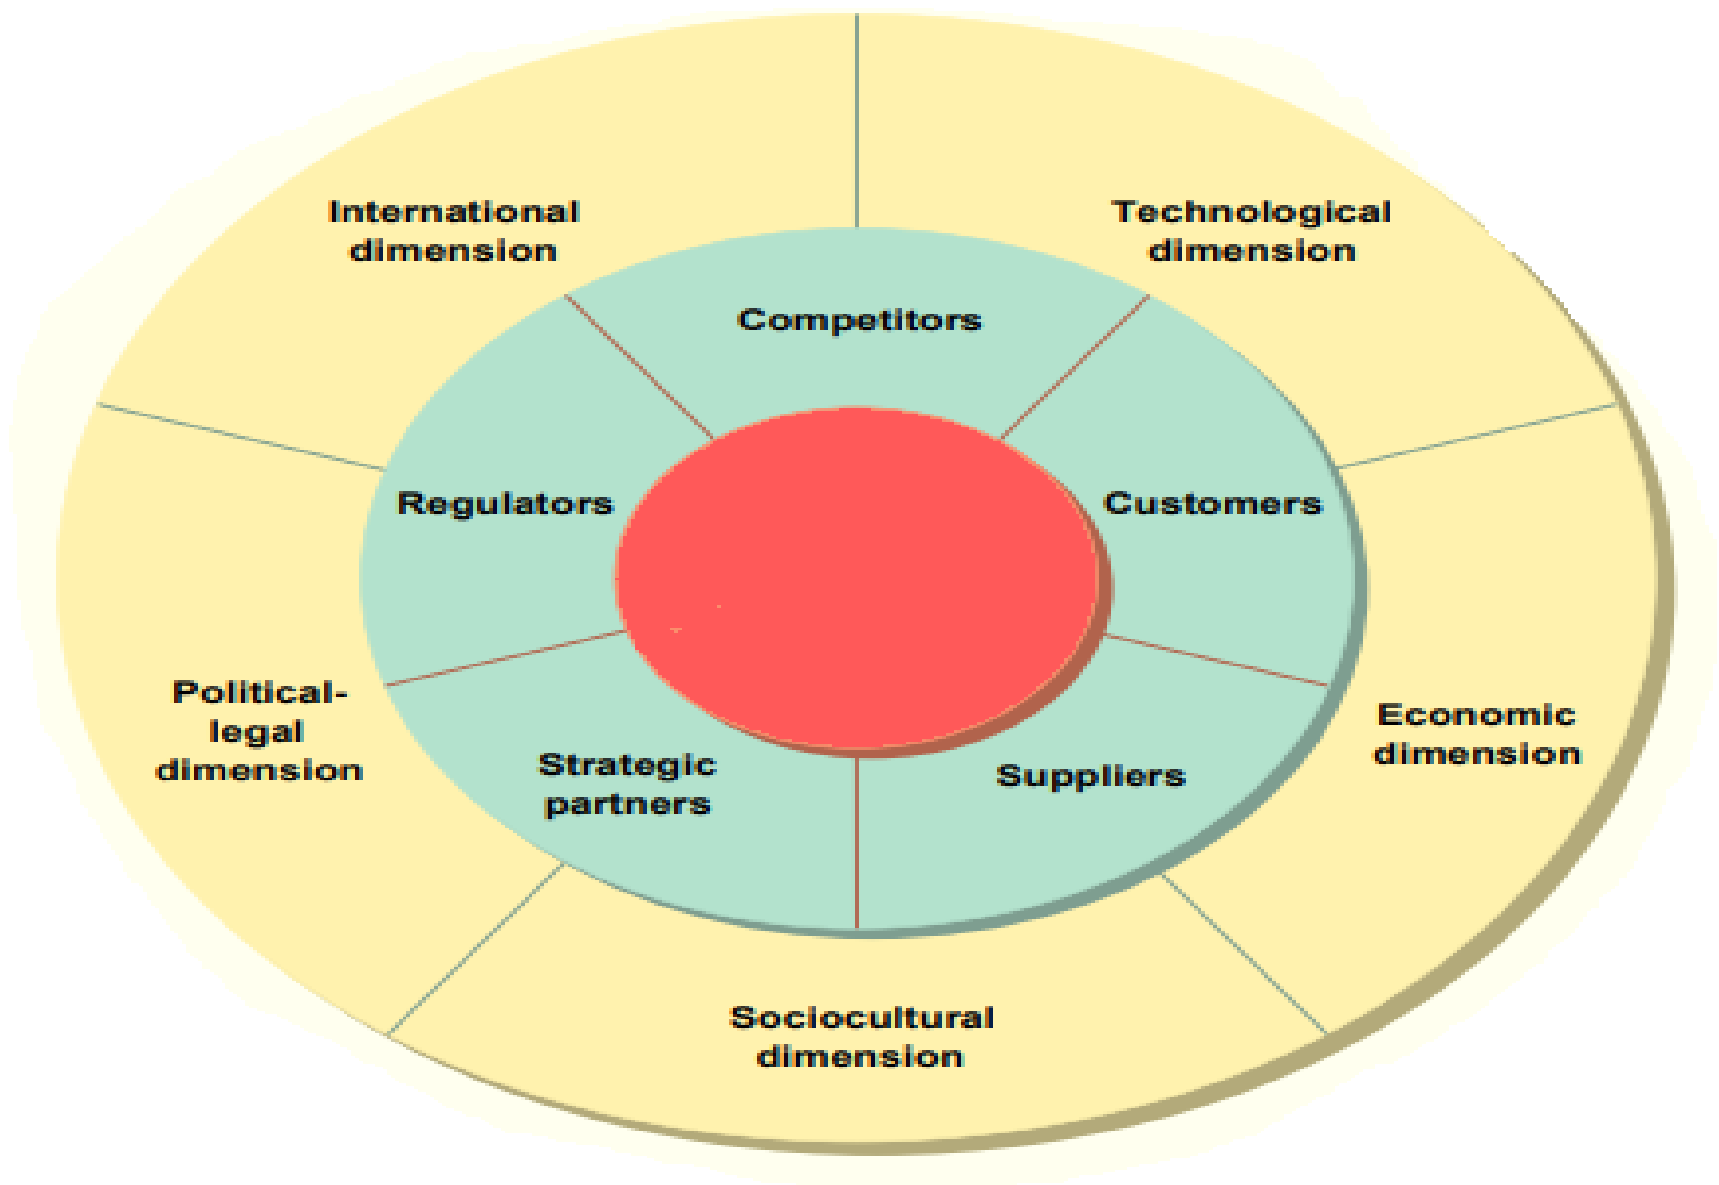 International
dimension
Technological
dimension
Competitors
Regulators
Customers
Political-
legal
dimension
Economic
dimension
Strategic
partners
Suppliers
Sociocultural
dimension